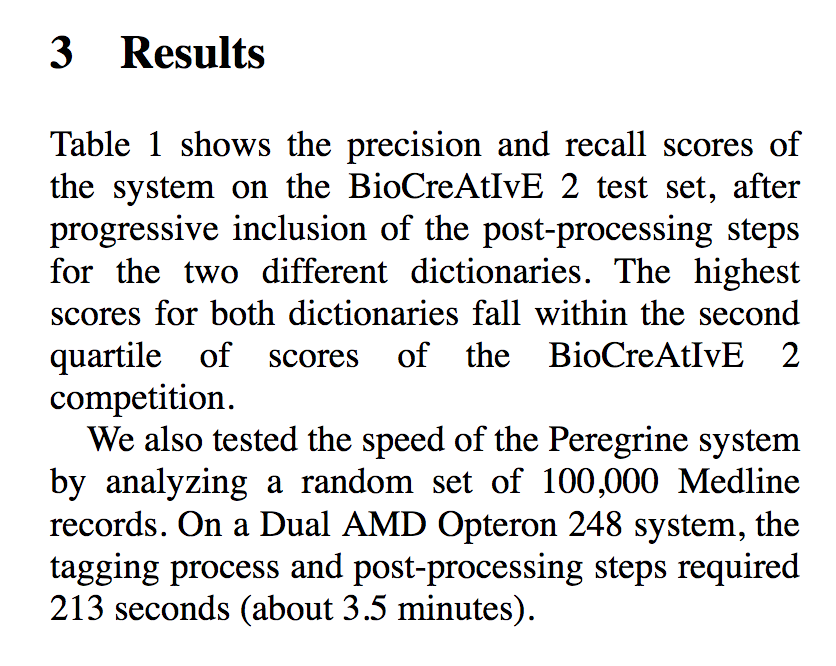 3 Results
Table 1 shows the precision and recall scores of
the system on the BioCreAtIvE 2 test set, after
progressive inclusion of the post-processing steps
for the two different dictionaries. The highest
scores for both dictionaries fall within the second
quartile of scores of the BioCreAtIvE 2
competition.
We also tested the speed of the Peregrine system
by analyzing a random set of 100,000 Medline
records. On a Dual AMD Opteron 248 system, the
tagging process and post-processing steps required
213 seconds (about 3.5 minutes).